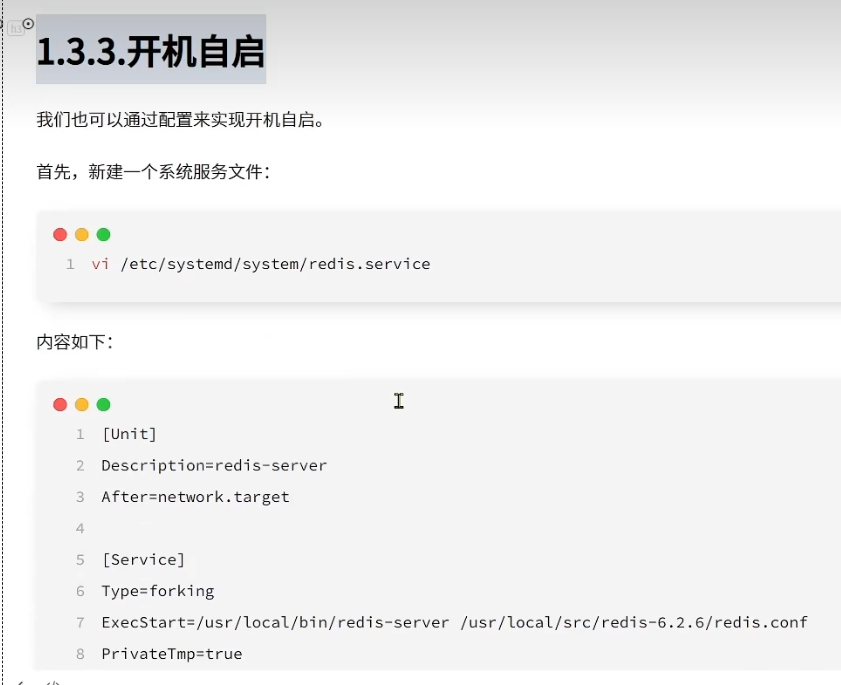 h3
1.3.3.开机自启
我们也可以通过配置来实现开机自启。
首先，新建一个系统服务文件：
1 vi /etc/systemd/system/redis.service
内容如下：
1 [Unit]
2 Description=redis-server
3 After=network.target
4
5 [Service]
6 Type=forking
7 ExecStart=/usr/local/bin/redis-server /usr/local/src/redis-6.2.6/redis.conf
8 PrivateTmp=true